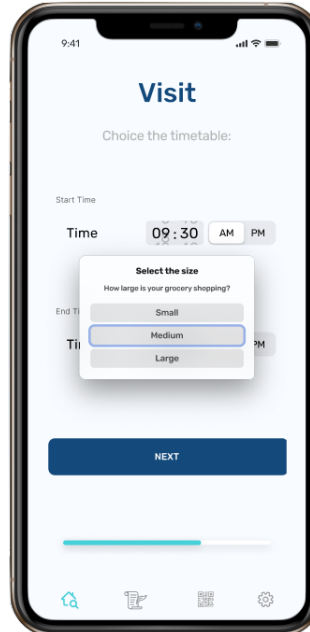 9:41
Visit
Choice the timetable:
Start Time
Time 09:30 AM PM
Select the size
How large is your grocery shopping?
Small
Medium
Large
End Ti
Ti PM
NEXT